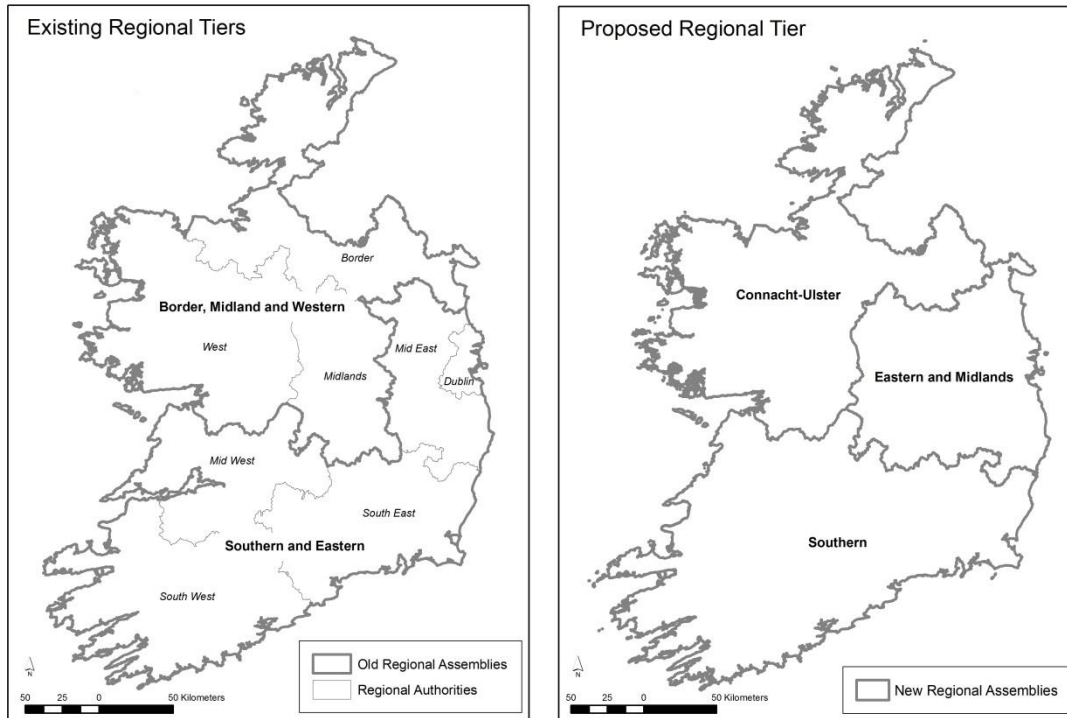 Existing Regional Tiers
Border
Border, Midland and Western
West
Mid East
Midlands
Dublin
Mid West
South East
Southern and Eastern
South West
Old Regional Assemblies
Regional Authorities
N
50 25 0 50 Kilometers
Proposed Regional Tier
Connacht-Ulster
Eastern and Midlands
Southern
New Regional Assemblies
N
50 25 0 50 Kilometers